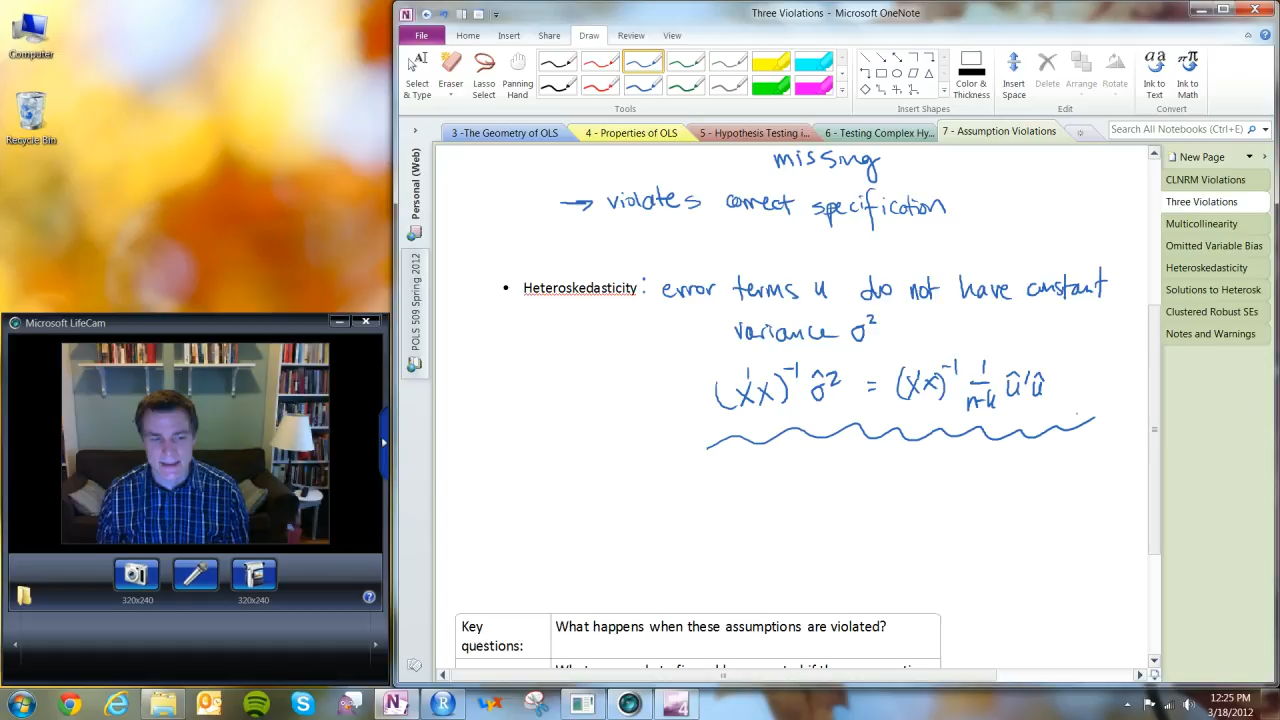 Computer
Recycle Bin
Microsoft LifeCam
320x240
320x240
Three Violations - Microsoft OneNote
File
Home
Insert
Share
Draw
Review
View
Select & Type
Eraser
Lasso Select
Panning Hand
Tools
Insert Shapes
Color & Thickness
Insert Space
Delete
Arrange
Rotate
Edit
Ink to Text
Ink to Math
Convert
3 -The Geometry of OLS
4 - Properties of OLS
5 - Hypothesis Testing i...
6 - Testing Complex Hy...
7 - Assumption Violations
Search All Notebooks (Ctrl+E)
Personal (Web)
POLS 509 Spring 2012
New Page
CLNRM Violations
Three Violations
Multicollinearity
Omitted Variable Bias
Heteroskedasticity
Solutions to Heterosk
Clustered Robust SEs
Notes and Warnings
missing
→ violates correct specification
• Heteroskedasticity: error terms u do not have constant
variance σ²
(X'X)⁻¹ σ̂² = (X'X)⁻¹ 1/(n-k) û'û
Key questions:
What happens when these assumptions are violated?
12:25 PM
3/18/2012